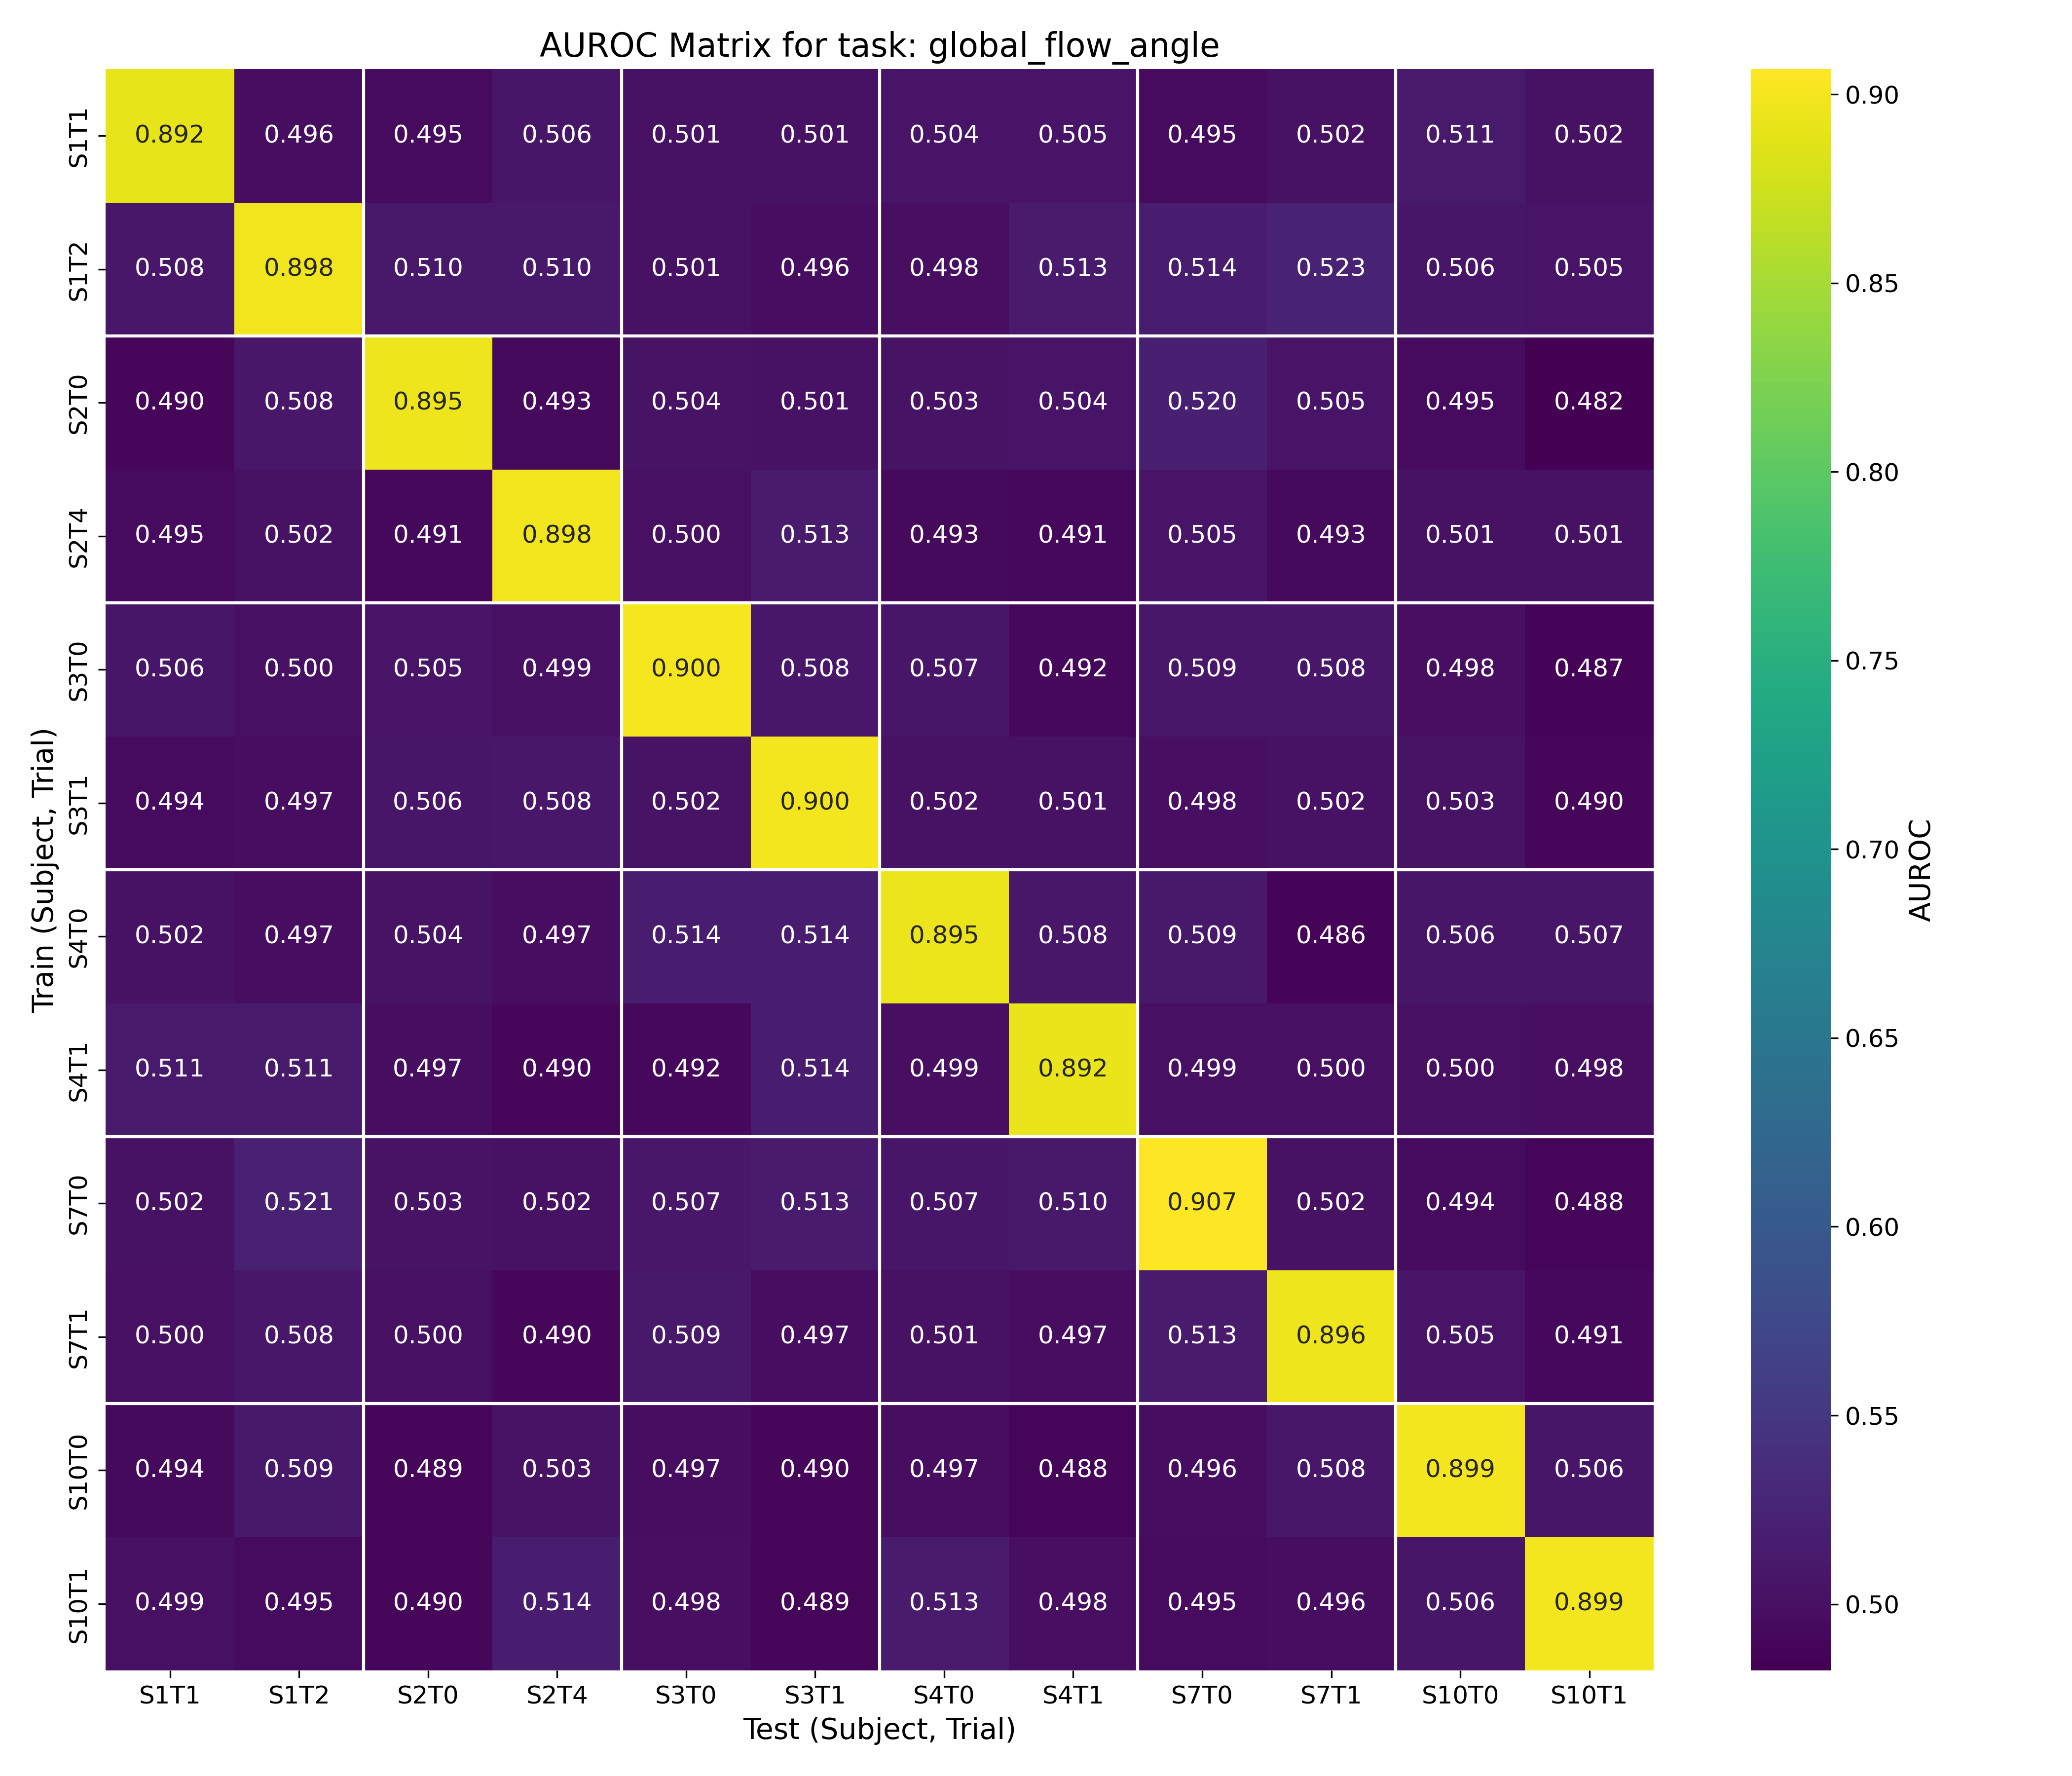 AUROC Matrix for task: global_flow_angle
Train (Subject, Trial)
S1T1 0.892 0.496 0.495 0.506 0.501 0.501 0.504 0.505 0.495 0.502 0.511 0.502
S1T2 0.508 0.898 0.510 0.510 0.501 0.496 0.498 0.513 0.514 0.523 0.506 0.505
S2T0 0.490 0.508 0.895 0.493 0.504 0.501 0.503 0.504 0.520 0.505 0.495 0.482
S2T4 0.495 0.502 0.491 0.898 0.500 0.513 0.493 0.491 0.505 0.493 0.501 0.501
S3T0 0.506 0.500 0.505 0.499 0.900 0.508 0.507 0.492 0.509 0.508 0.498 0.487
S3T1 0.494 0.497 0.506 0.508 0.502 0.900 0.502 0.501 0.498 0.502 0.503 0.490
S4T0 0.502 0.497 0.504 0.497 0.514 0.514 0.895 0.508 0.509 0.486 0.506 0.507
S4T1 0.511 0.511 0.497 0.490 0.492 0.514 0.499 0.892 0.499 0.500 0.500 0.498
S7T0 0.502 0.521 0.503 0.502 0.507 0.513 0.507 0.510 0.907 0.502 0.494 0.488
S7T1 0.500 0.508 0.500 0.490 0.509 0.497 0.501 0.497 0.513 0.896 0.505 0.491
S10T0 0.494 0.509 0.489 0.503 0.497 0.490 0.497 0.488 0.496 0.508 0.899 0.506
S10T1 0.499 0.495 0.490 0.514 0.498 0.489 0.513 0.498 0.495 0.496 0.506 0.899
S1T1 S1T2 S2T0 S2T4 S3T0 S3T1 S4T0 S4T1 S7T0 S7T1 S10T0 S10T1
Test (Subject, Trial)
0.90
0.85
0.80
0.75
0.70
0.65
0.60
0.55
0.50
AUROC